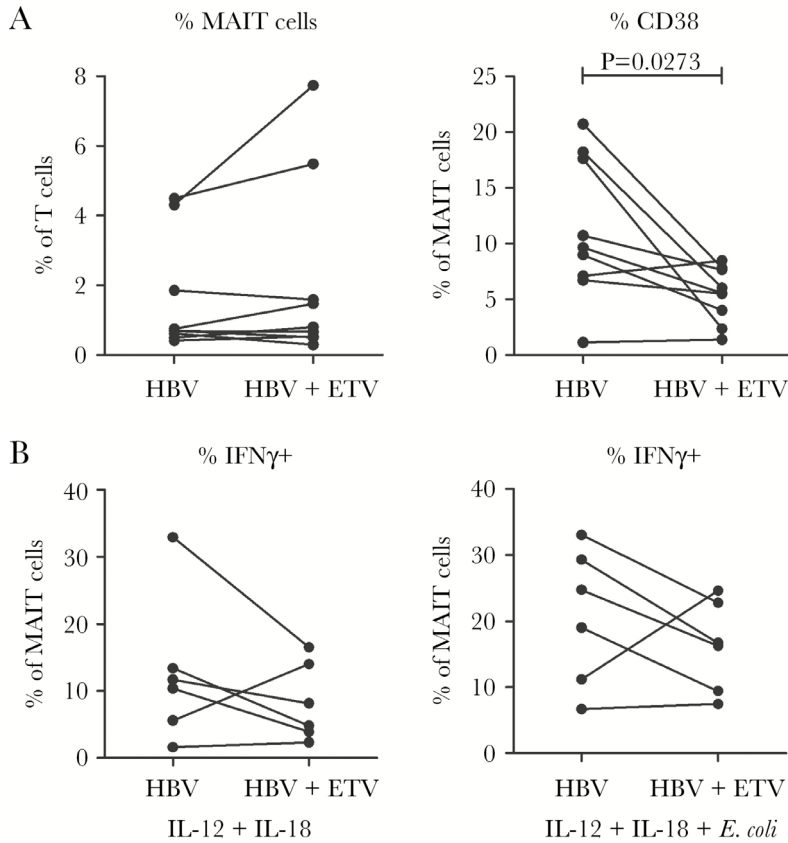 A
% MAIT cells
% of T cells
8
6
4
2
0
HBV
HBV + ETV
% CD38
P=0.0273
% of MAIT cells
25
20
15
10
5
0
HBV
HBV + ETV
B
% IFNγ+
% of MAIT cells
40
30
20
10
0
HBV
HBV + ETV
IL-12 + IL-18
% IFNγ+
% of MAIT cells
40
30
20
10
0
HBV
HBV + ETV
IL-12 + IL-18 + E. coli